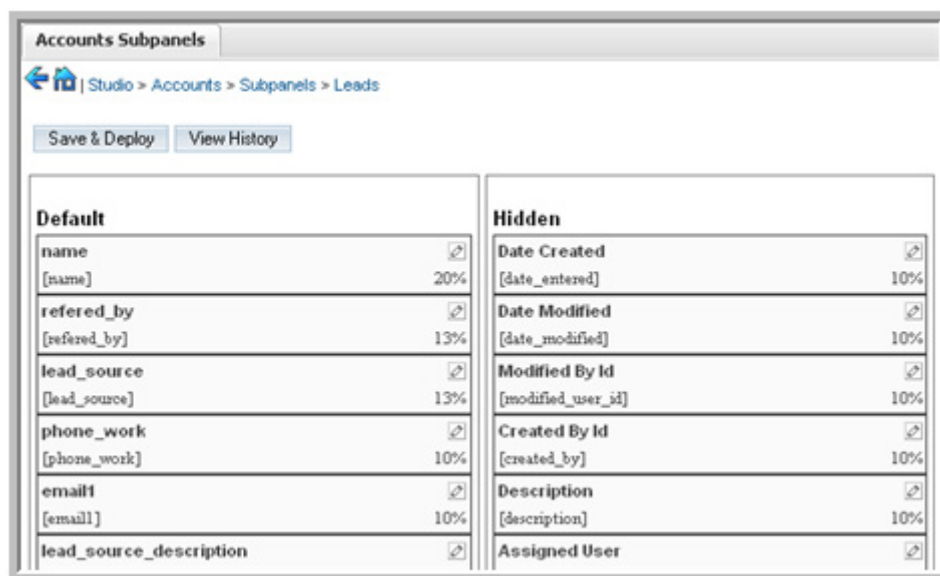 Accounts Subpanels
| Studio > Accounts > Subpanels > Leads
Save & Deploy View History
Default
name
[name] 20%
refered_by
[refered_by] 13%
lead_source
[lead_source] 13%
phone_work
[phone_work] 10%
email1
[email1] 10%
lead_source_description
Hidden
Date Created
[date_entered] 10%
Date Modified
[date_modified] 10%
Modified By Id
[modified_user_id] 10%
Created By Id
[created_by] 10%
Description
[description] 10%
Assigned User